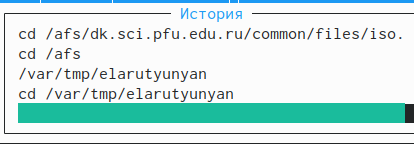 История
cd /afs/dk.sci.pfu.edu.ru/common/files/iso.
cd /afs
/var/tmp/elarutyunyan
cd /var/tmp/elarutyunyan